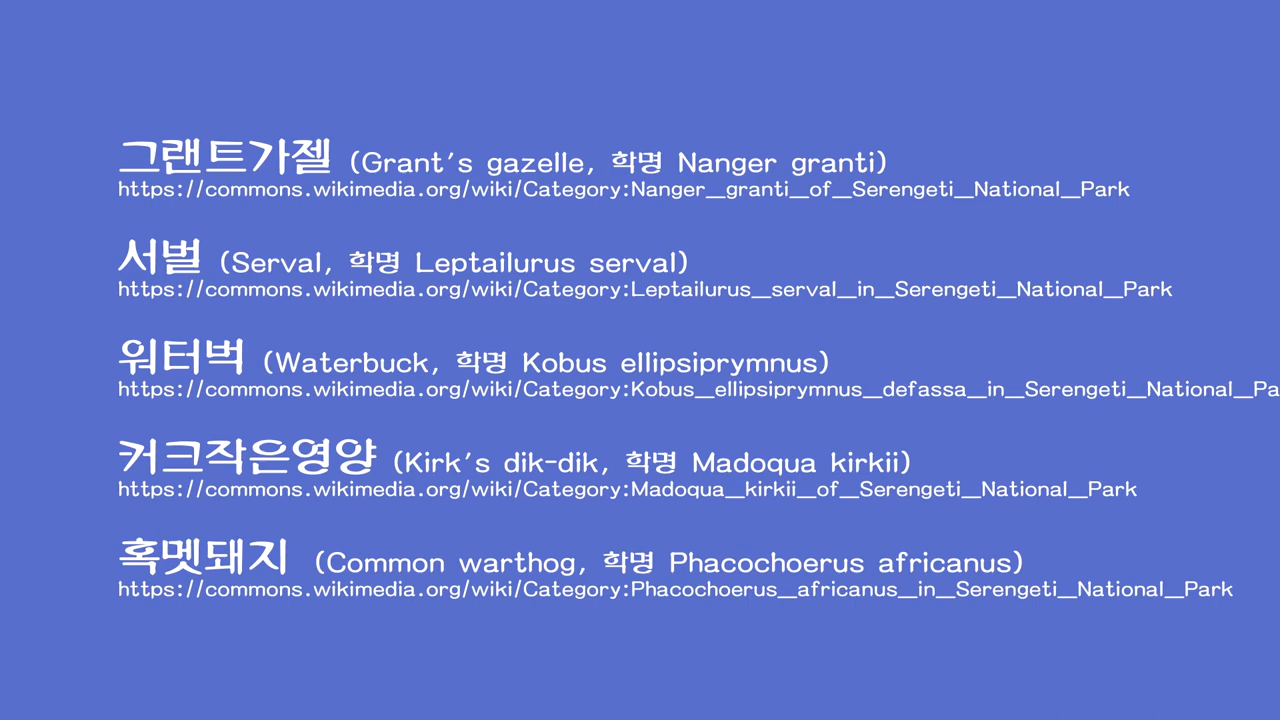 그랜트가젤 (Grant's gazelle, 학명 Nanger granti)
https://commons.wikimedia.org/wiki/Category:Nanger_granti_of_Serengeti_National_Park
서벌 (Serval, 학명 Leptailurus serval)
https://commons.wikimedia.org/wiki/Category:Leptailurus_serval_in_Serengeti_National_Park
워터벅 (Waterbuck, 학명 Kobus ellipsiprymnus)
https://commons.wikimedia.org/wiki/Category:Kobus_ellipsiprymnus_defassa_in_Serengeti_National_Pa
커크작은영양 (Kirk's dik-dik, 학명 Madoqua kirkii)
https://commons.wikimedia.org/wiki/Category:Madoqua_kirkii_of_Serengeti_National_Park
혹멧돼지 (Common warthog, 학명 Phacochoerus africanus)
https://commons.wikimedia.org/wiki/Category:Phacochoerus_africanus_in_Serengeti_National_Park